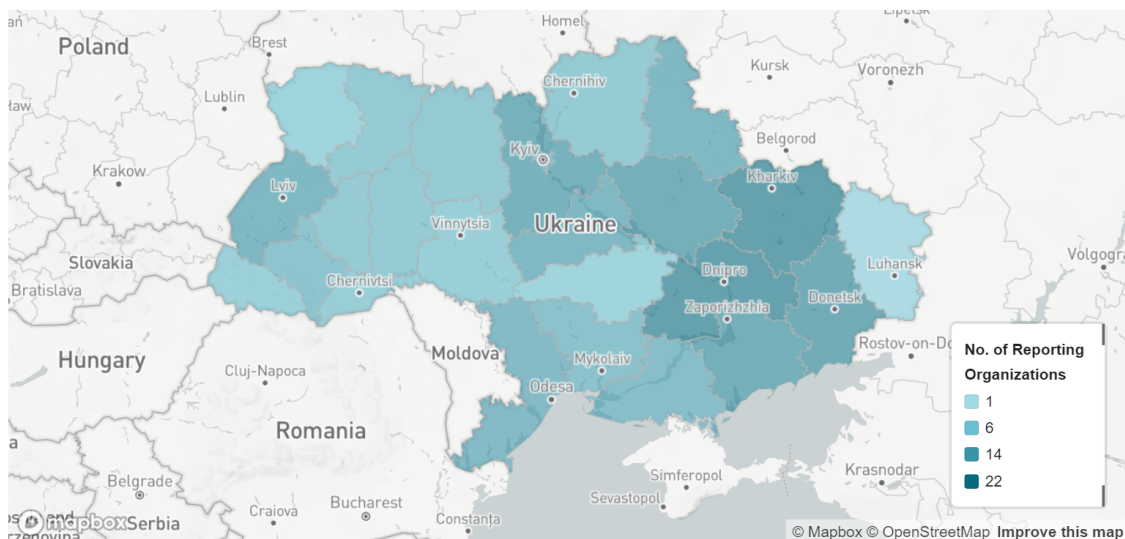 Homel
Lipetsk
Poland
Brest
Kursk
Voronezh
Chernihiv
Lublin
Belgorod
Kyiv
Krakow
Lviv
Kharkiv
Vinnytsia
Ukraine
Slovakia
Volgogra
Bratislava
Chernivtsi
Dnipro
Luhansk
Zaporizhzhia
Donetsk
Hungary
Moldova
Rostov-on-Do
Cluj-Napoca
Mykolaiv
Odesa
Romania
No. of Reporting
Organizations
1
6
14
22
Simferopol
Krasnodar
Belgrade
Bucharest
Sevastopol
mapbox
Serbia
Craiova
Constanța
rzegovina
© Mapbox © OpenStreetMap Improve this map